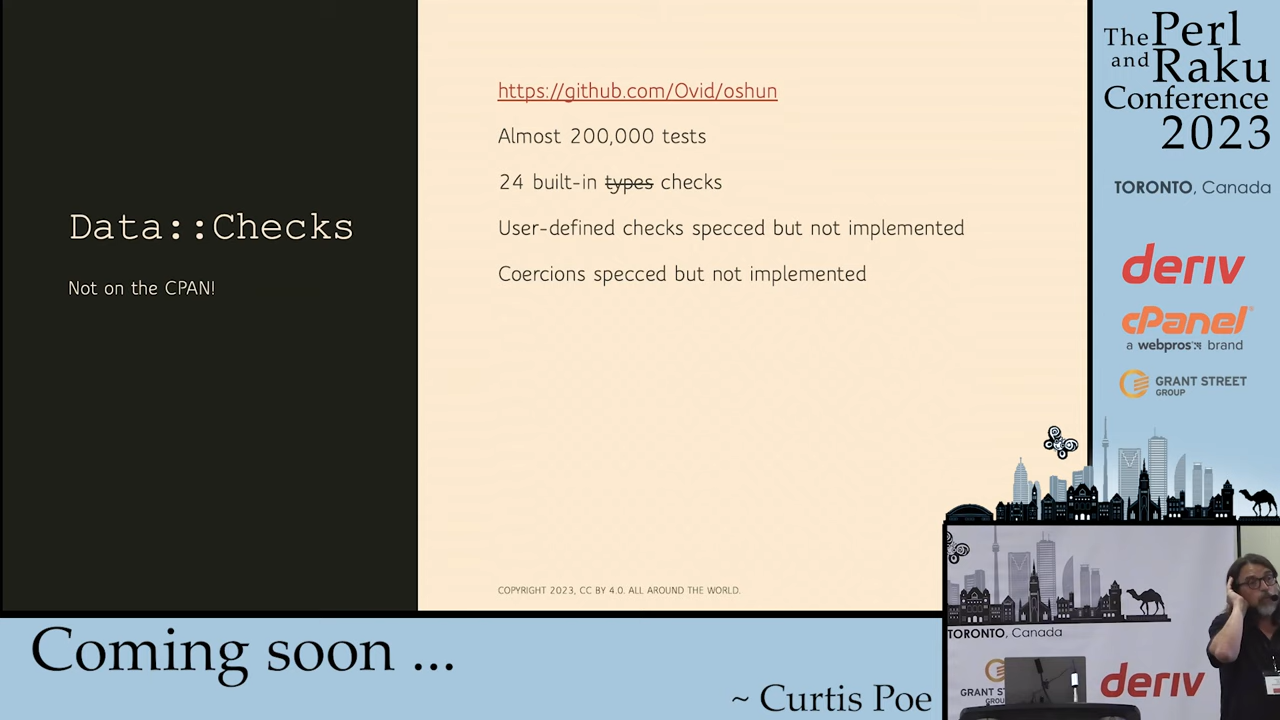 Data::Checks
Not on the CPAN!
https://github.com/Ovid/oshun
Almost 200,000 tests
24 built-in types checks
User-defined checks specced but not implemented
Coercions specced but not implemented
COPYRIGHT 2023, CC BY 4.0. ALL AROUND THE WORLD.
The Perl
and Raku
Conference
2023
TORONTO, Canada
deriv
cPanel®
a webpros brand
GRANT STREET
GROUP
Coming soon ...
~ Curtis Poe
TORONTO, Canada
GRANT ST
GROU
deriv